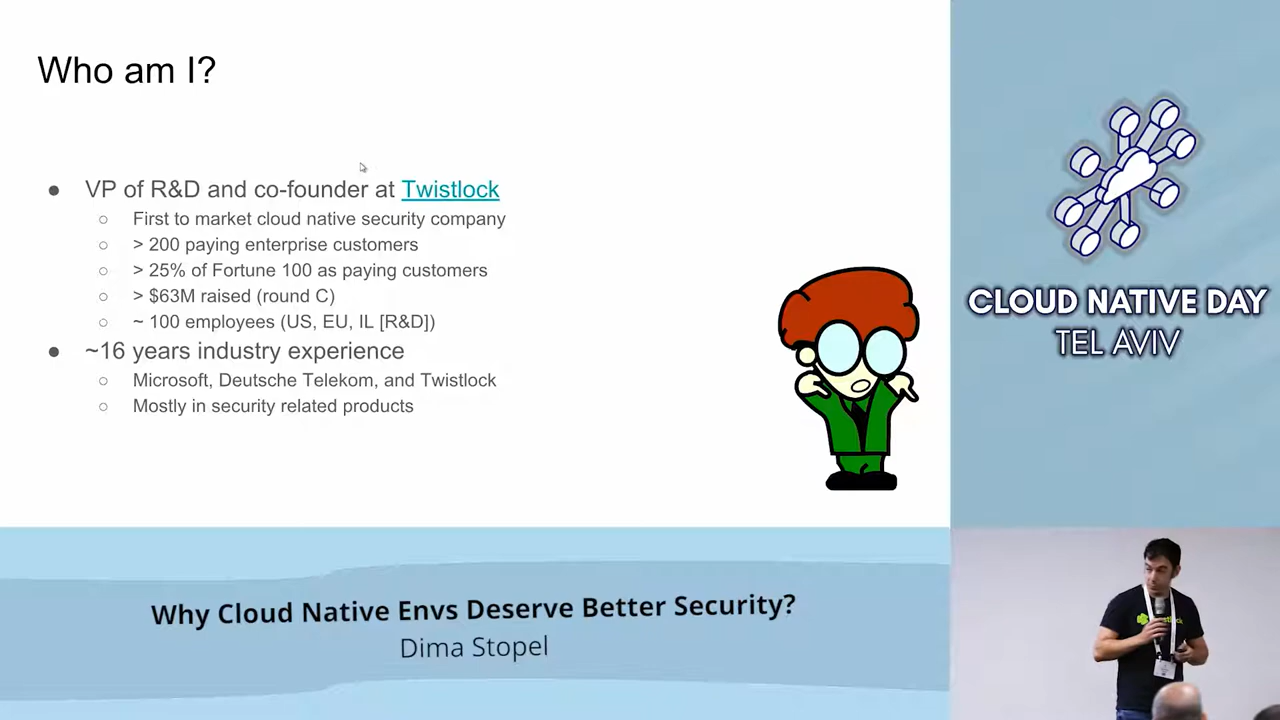 Who am I?
VP of R&D and co-founder at Twistlock
First to market cloud native security company
> 200 paying enterprise customers
> 25% of Fortune 100 as paying customers
> $63M raised (round C)
~ 100 employees (US, EU, IL [R&D])
~16 years industry experience
Microsoft, Deutsche Telekom, and Twistlock
Mostly in security related products
CLOUD NATIVE DAY
TEL AVIV
Why Cloud Native Envs Deserve Better Security?
Dima Stopel